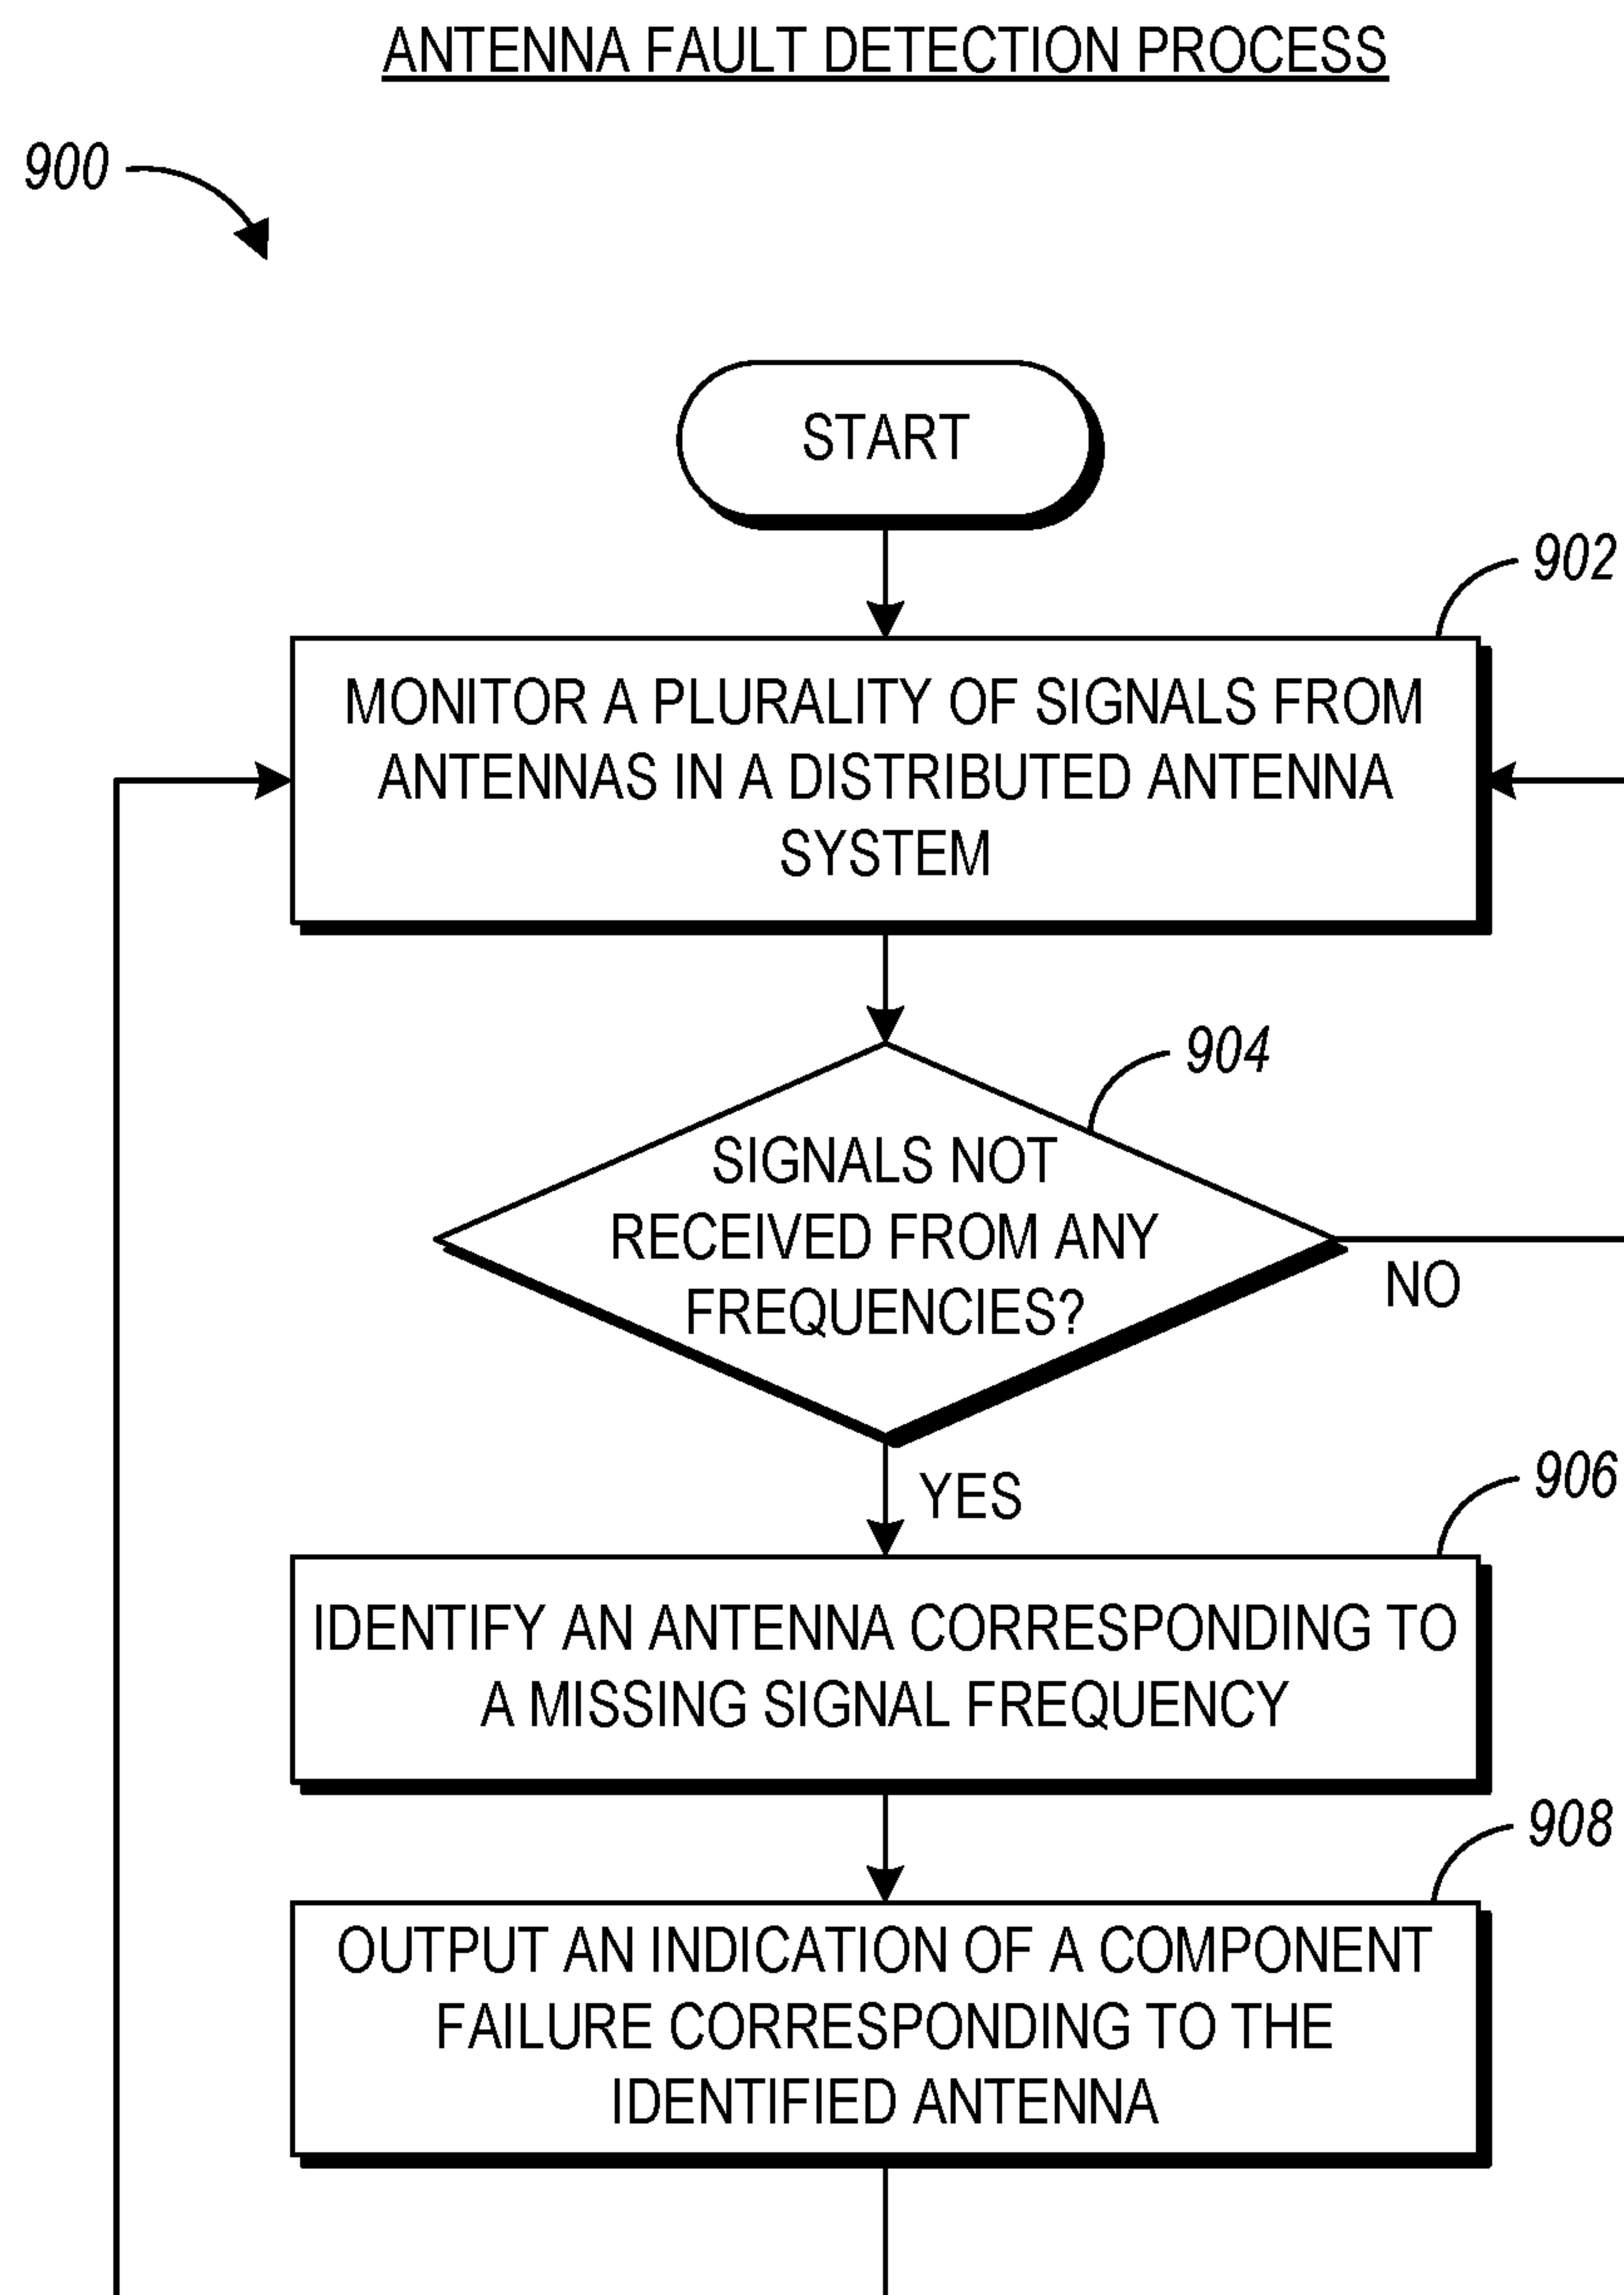 ANTENNA FAULT DETECTION PROCESS
900
START
902
MONITOR A PLURALITY OF SIGNALS FROM
ANTENNAS IN A DISTRIBUTED ANTENNA
SYSTEM
904
SIGNALS NOT
RECEIVED FROM ANY
FREQUENCIES?
NO
YES
906
IDENTIFY AN ANTENNA CORRESPONDING TO
A MISSING SIGNAL FREQUENCY
908
OUTPUT AN INDICATION OF A COMPONENT
FAILURE CORRESPONDING TO THE
IDENTIFIED ANTENNA